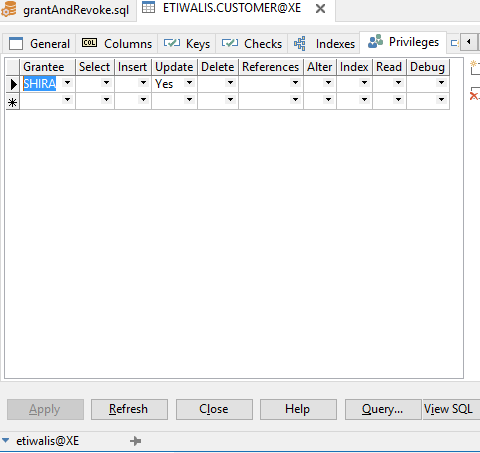 grantAndRevoke.sql ETIWALIS.CUSTOMER@XE
General Columns Keys Checks Indexes Privileges
Grantee Select Insert Update Delete References Alter Index Read Debug
SHIRA Yes
Apply Refresh Close Help Query... View SQL
etiwalis@XE